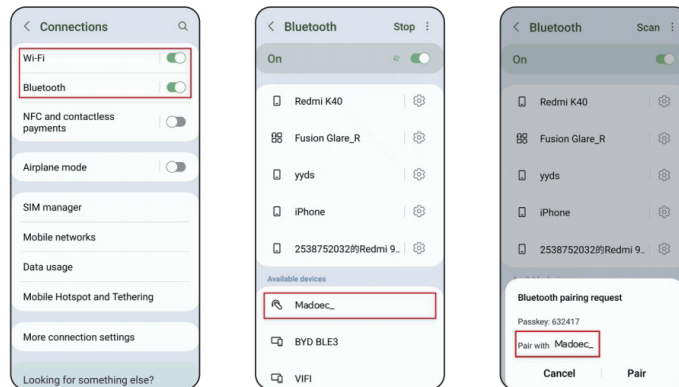 Connections
Wi-Fi
Bluetooth
NFC and contactless
payments
Airplane mode
SIM manager
Mobile networks
Data usage
Mobile Hotspot and Tethering
More connection settings
Looking for something else?
Bluetooth Stop
On
Redmi K40
Fusion Glare_R
yyds
iPhone
2538752032的Redmi 9..
Available devices
Madoec_
BYD BLE3
VIFI
Bluetooth Scan
On
Redmi K40
Fusion Glare_R
yyds
iPhone
2538752032的Redmi 9..
Bluetooth pairing request
Passkey: 632417
Pair with Madoec_
Cancel Pair